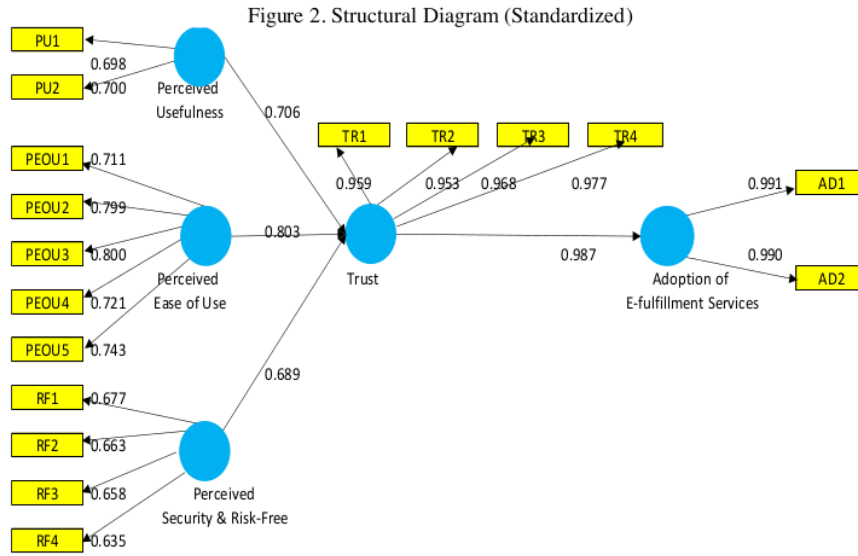 Figure 2. Structural Diagram (Standardized)
PU1
0.698
PU2
0.700
Perceived
Usefulness
0.706
TR1
TR2
TR3
TR4
0.959
0.953
0.968
0.977
PEOU1
0.711
PEOU2
0.799
PEOU3
0.800
PEOU4
0.721
PEOU5
0.743
Perceived
Ease of Use
0.803
Trust
0.987
Adoption of
E-fulfillment Services
0.991
AD1
0.990
AD2
0.689
RF1
0.677
RF2
0.663
RF3
0.658
RF4
0.635
Perceived
Security & Risk-Free